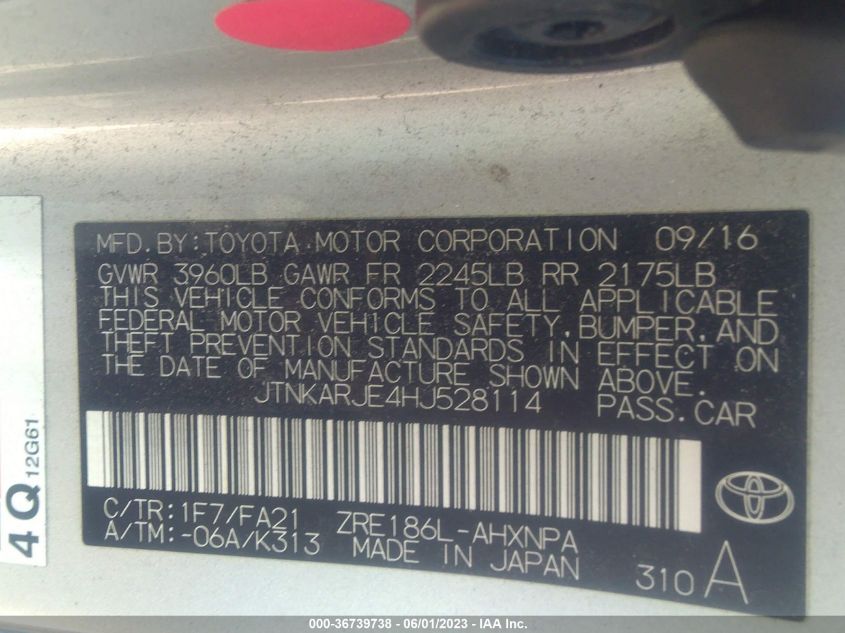 MFD.BY:TOYOTA MOTOR CORPORATION 09/16
GVWR 3960LB GAWR FR 2245LB RR 2175LB
THIS VEHICLE CONFORMS TO ALL APPLICABLE
FEDERAL MOTOR VEHICLE SAFETY,BUMPER,AND
THEFT PREVENTION STANDARDS IN EFFECT ON
THE DATE OF MANUFACTURE SHOWN ABOVE.
JTNKARJE4HJ528114 PASS.CAR
C/TR:1F7/FA21 ZRE186L-AHXNPA
A/TM:-06A/K313 MADE IN JAPAN
310 A
4Q 12G61
000-36739738 - 06/01/2023 - IAA Inc.